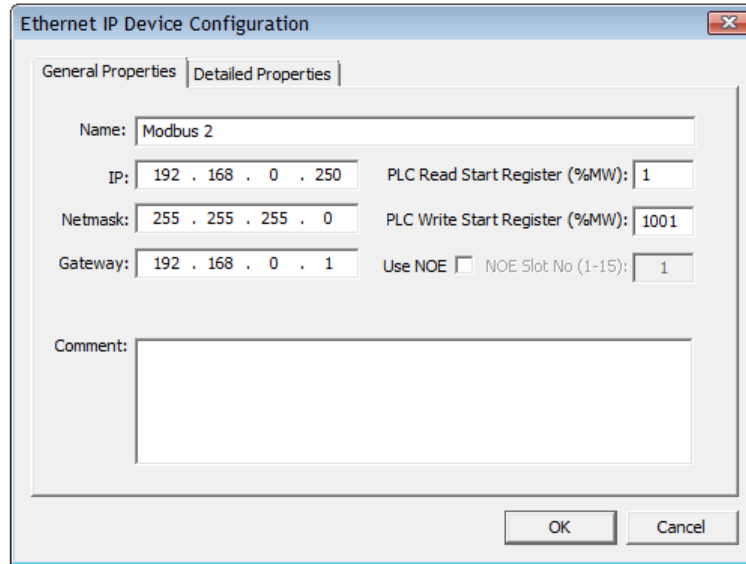 Ethernet IP Device Configuration
General Properties Detailed Properties
Name: Modbus 2
IP: 192 . 168 . 0 . 250 PLC Read Start Register (%MW): 1
Netmask: 255 . 255 . 255 . 0 PLC Write Start Register (%MW): 1001
Gateway: 192 . 168 . 0 . 1 Use NOE NOE Slot No (1-15): 1
Comment:
OK Cancel